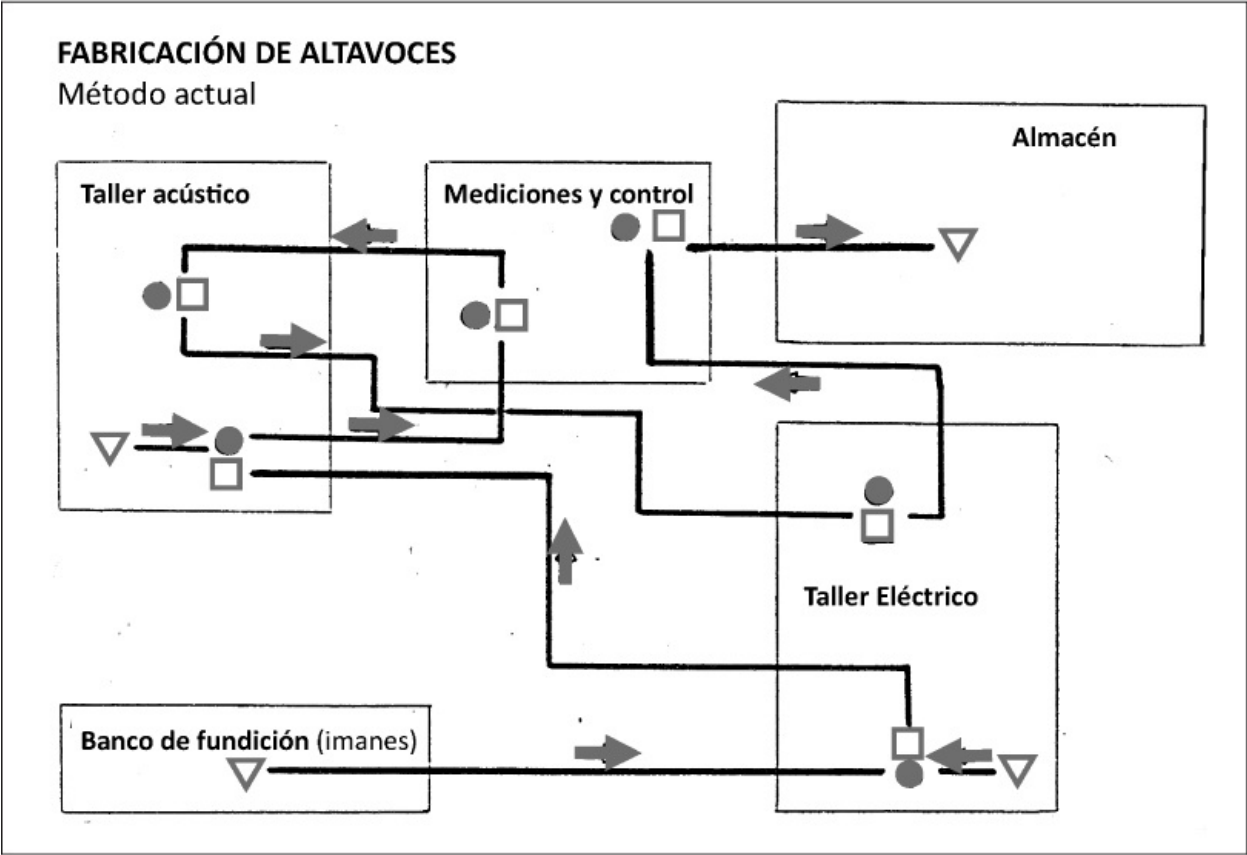 FABRICACIÓN DE ALTAVOCES
Método actual
Almacén
Taller acústico
Mediciones y control
Taller Eléctrico
Banco de fundición (imanes)